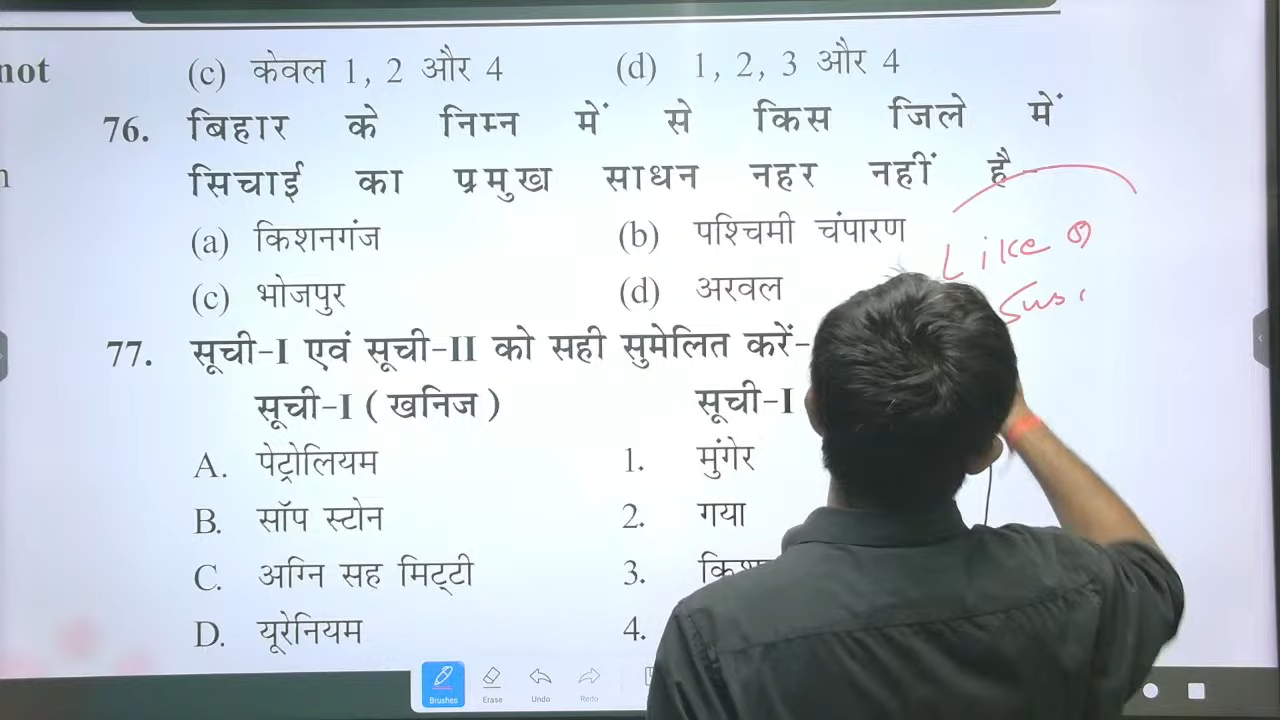 not
(c) केवल 1, 2 और 4 (d) 1, 2, 3 और 4
76. बिहार के निम्न में से किस जिले में
सिचाई का प्रमुख साधन नहर नहीं है-
(a) किशनगंज (b) पश्चिमी चंपारण
Like
(c) भोजपुर (d) अरवल
Sus
77. सूची-I एवं सूची-II को सही सुमेलित करें-
सूची-I ( खनिज ) सूची-I
A. पेट्रोलियम 1. मुंगेर
B. सॉप स्टोन 2. गया
C. अग्नि सह मिट्टी 3.
D. यूरेनियम 4.
Brushes Erase Undo Redo